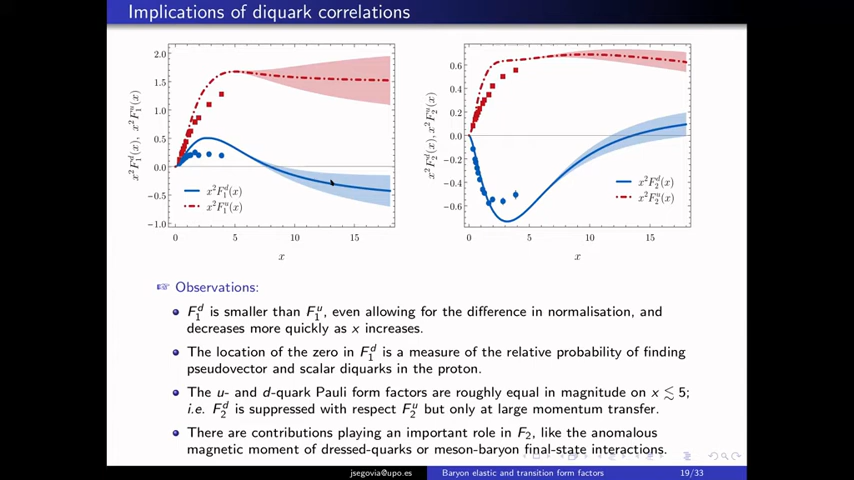 Implications of diquark correlations
x²F₁ᵈ(x), x²F₁ᵘ(x)
2.0
1.5
1.0
0.5
0.0
−0.5
−1.0
x²F₁ᵈ(x)
x²F₁ᵘ(x)
0 5 10 15
x
x²F₂ᵈ(x), x²F₂ᵘ(x)
0.6
0.4
0.2
0.0
−0.2
−0.4
−0.6
x²F₂ᵈ(x)
x²F₂ᵘ(x)
0 5 10 15
x
☞ Observations:
F₁ᵈ is smaller than F₁ᵘ, even allowing for the difference in normalisation, and
decreases more quickly as x increases.
The location of the zero in F₁ᵈ is a measure of the relative probability of finding
pseudovector and scalar diquarks in the proton.
The u- and d-quark Pauli form factors are roughly equal in magnitude on x ≲ 5;
i.e. F₂ᵈ is suppressed with respect F₂ᵘ but only at large momentum transfer.
There are contributions playing an important role in F₂, like the anomalous
magnetic moment of dressed-quarks or meson-baryon final-state interactions.
jsegovia@upo.es Baryon elastic and transition form factors 19/33